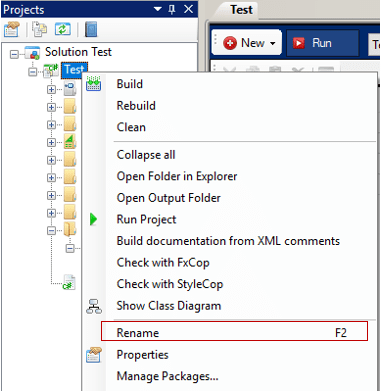 Projects
Test
Solution Test
New
Run
Test
Build
Rebuild
Clean
Collapse all
Open Folder in Explorer
Open Output Folder
Run Project
Build documentation from XML comments
Check with FxCop
Check with StyleCop
Show Class Diagram
Rename F2
Properties
Manage Packages...